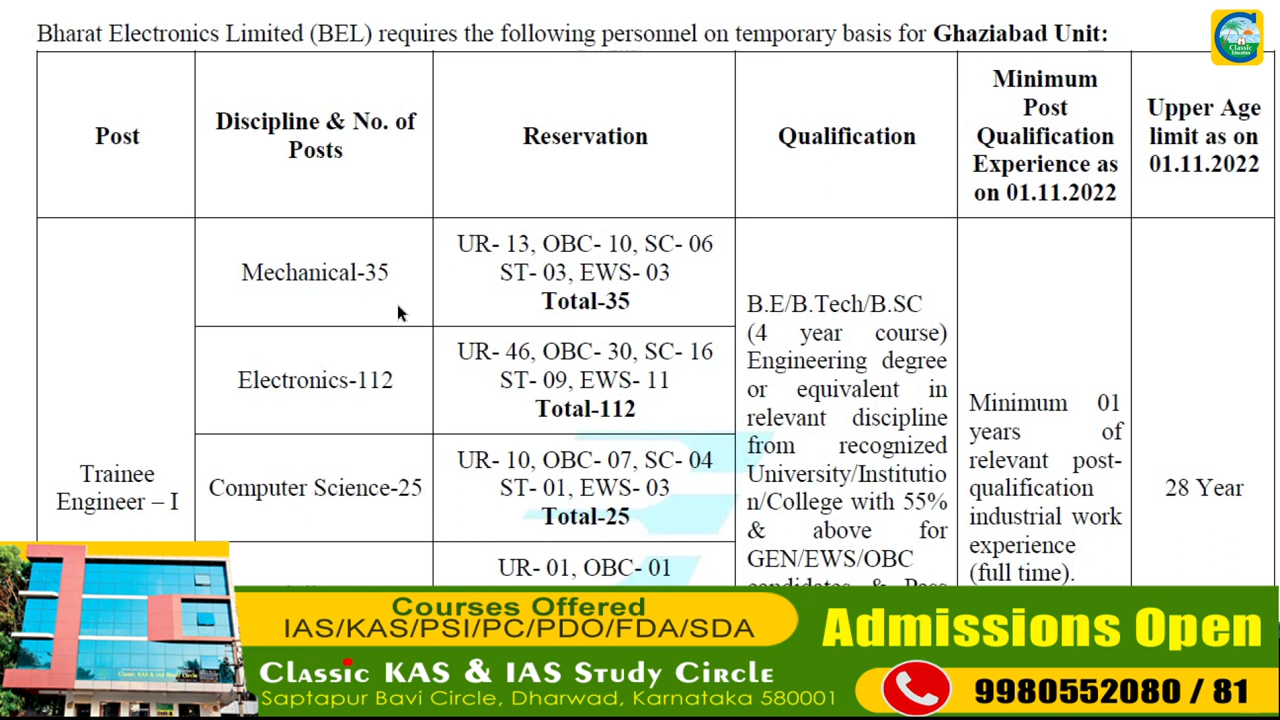 Bharat Electronics Limited (BEL) requires the following personnel on temporary basis for Ghaziabad Unit:
Classic
Education
Post
Discipline & No. of
Posts
Reservation
Qualification
Minimum
Post
Qualification
Experience as
on 01.11.2022
Upper Age
limit as on
01.11.2022
Trainee
Engineer – I
Mechanical-35
UR- 13, OBC- 10, SC- 06
ST- 03, EWS- 03
Total-35
Electronics-112
UR- 46, OBC- 30, SC- 16
ST- 09, EWS- 11
Total-112
Computer Science-25
UR- 10, OBC- 07, SC- 04
ST- 01, EWS- 03
Total-25
UR- 01, OBC- 01
B.E/B.Tech/B.SC
(4 year course)
Engineering degree
or equivalent in
relevant discipline
from recognized
University/Institutio
n/College with 55%
& above for
GEN/EWS/OBC
candidates & Pass
Minimum 01
years of
relevant post-
qualification
industrial work
experience
(full time).
28 Year
Courses Offered
IAS/KAS/PSI/PC/PDO/FDA/SDA
Classic KAS & IAS Study Circle
Saptapur Bavi Circle, Dharwad, Karnataka 580001
Admissions Open
9980552080 / 81